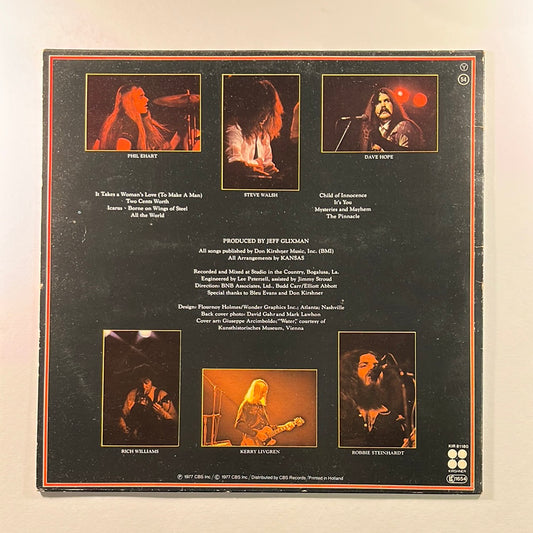 Y
54
PHIL EHART
STEVE WALSH
DAVE HOPE
It Takes a Woman's Love (To Make A Man)
Two Cents Worth
Icarus - Borne on Wings of Steel
All the World
Child of Innocence
It's You
Mysteries and Mayhem
The Pinnacle
PRODUCED BY JEFF GLIXMAN
All songs published by Don Kirshner Music, Inc. (BMI)
All Arrangements by KANSAS
Recorded and Mixed at Studio in the Country, Bogalusa, La.
Engineered by Lee Peterzell, assisted by Jimmy Stroud
Direction: BNB Associates, Ltd., Budd Carr/Elliott Abbott
Special thanks to Bleu Evans and Don Kirshner
Design: Flournoy Holmes/Wonder Graphics Inc.; Atlanta; Nashville
Back cover photo: David Gahr and Mark Lawhon
Cover art: Giuseppe Arcimboldo; "Water," courtesy of
Kunsthistorisches Museum, Vienna
RICH WILLIAMS
KERRY LIVGREN
ROBBIE STEINHARDT
KIR 81180
KIRSHNER
11654
℗ 1977 CBS Inc./© 1977 CBS Inc./Distributed by CBS Records/Printed in Holland